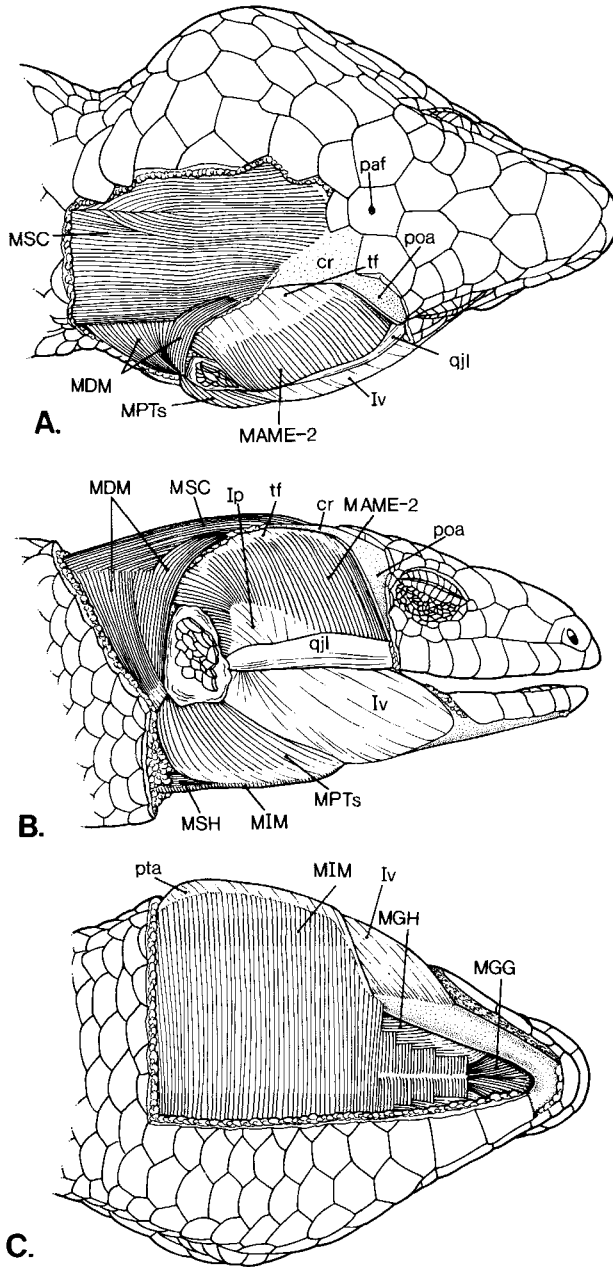 paf
MSC
cr tf poa
qjl
MDM
MPTs
Iv
A.
MAME-2
MDM MSC Ip tf cr MAME-2
poa
qjl
Iv
MPTs
B.
MSH MIM
pta MIM Iv
MGH
MGG
C.